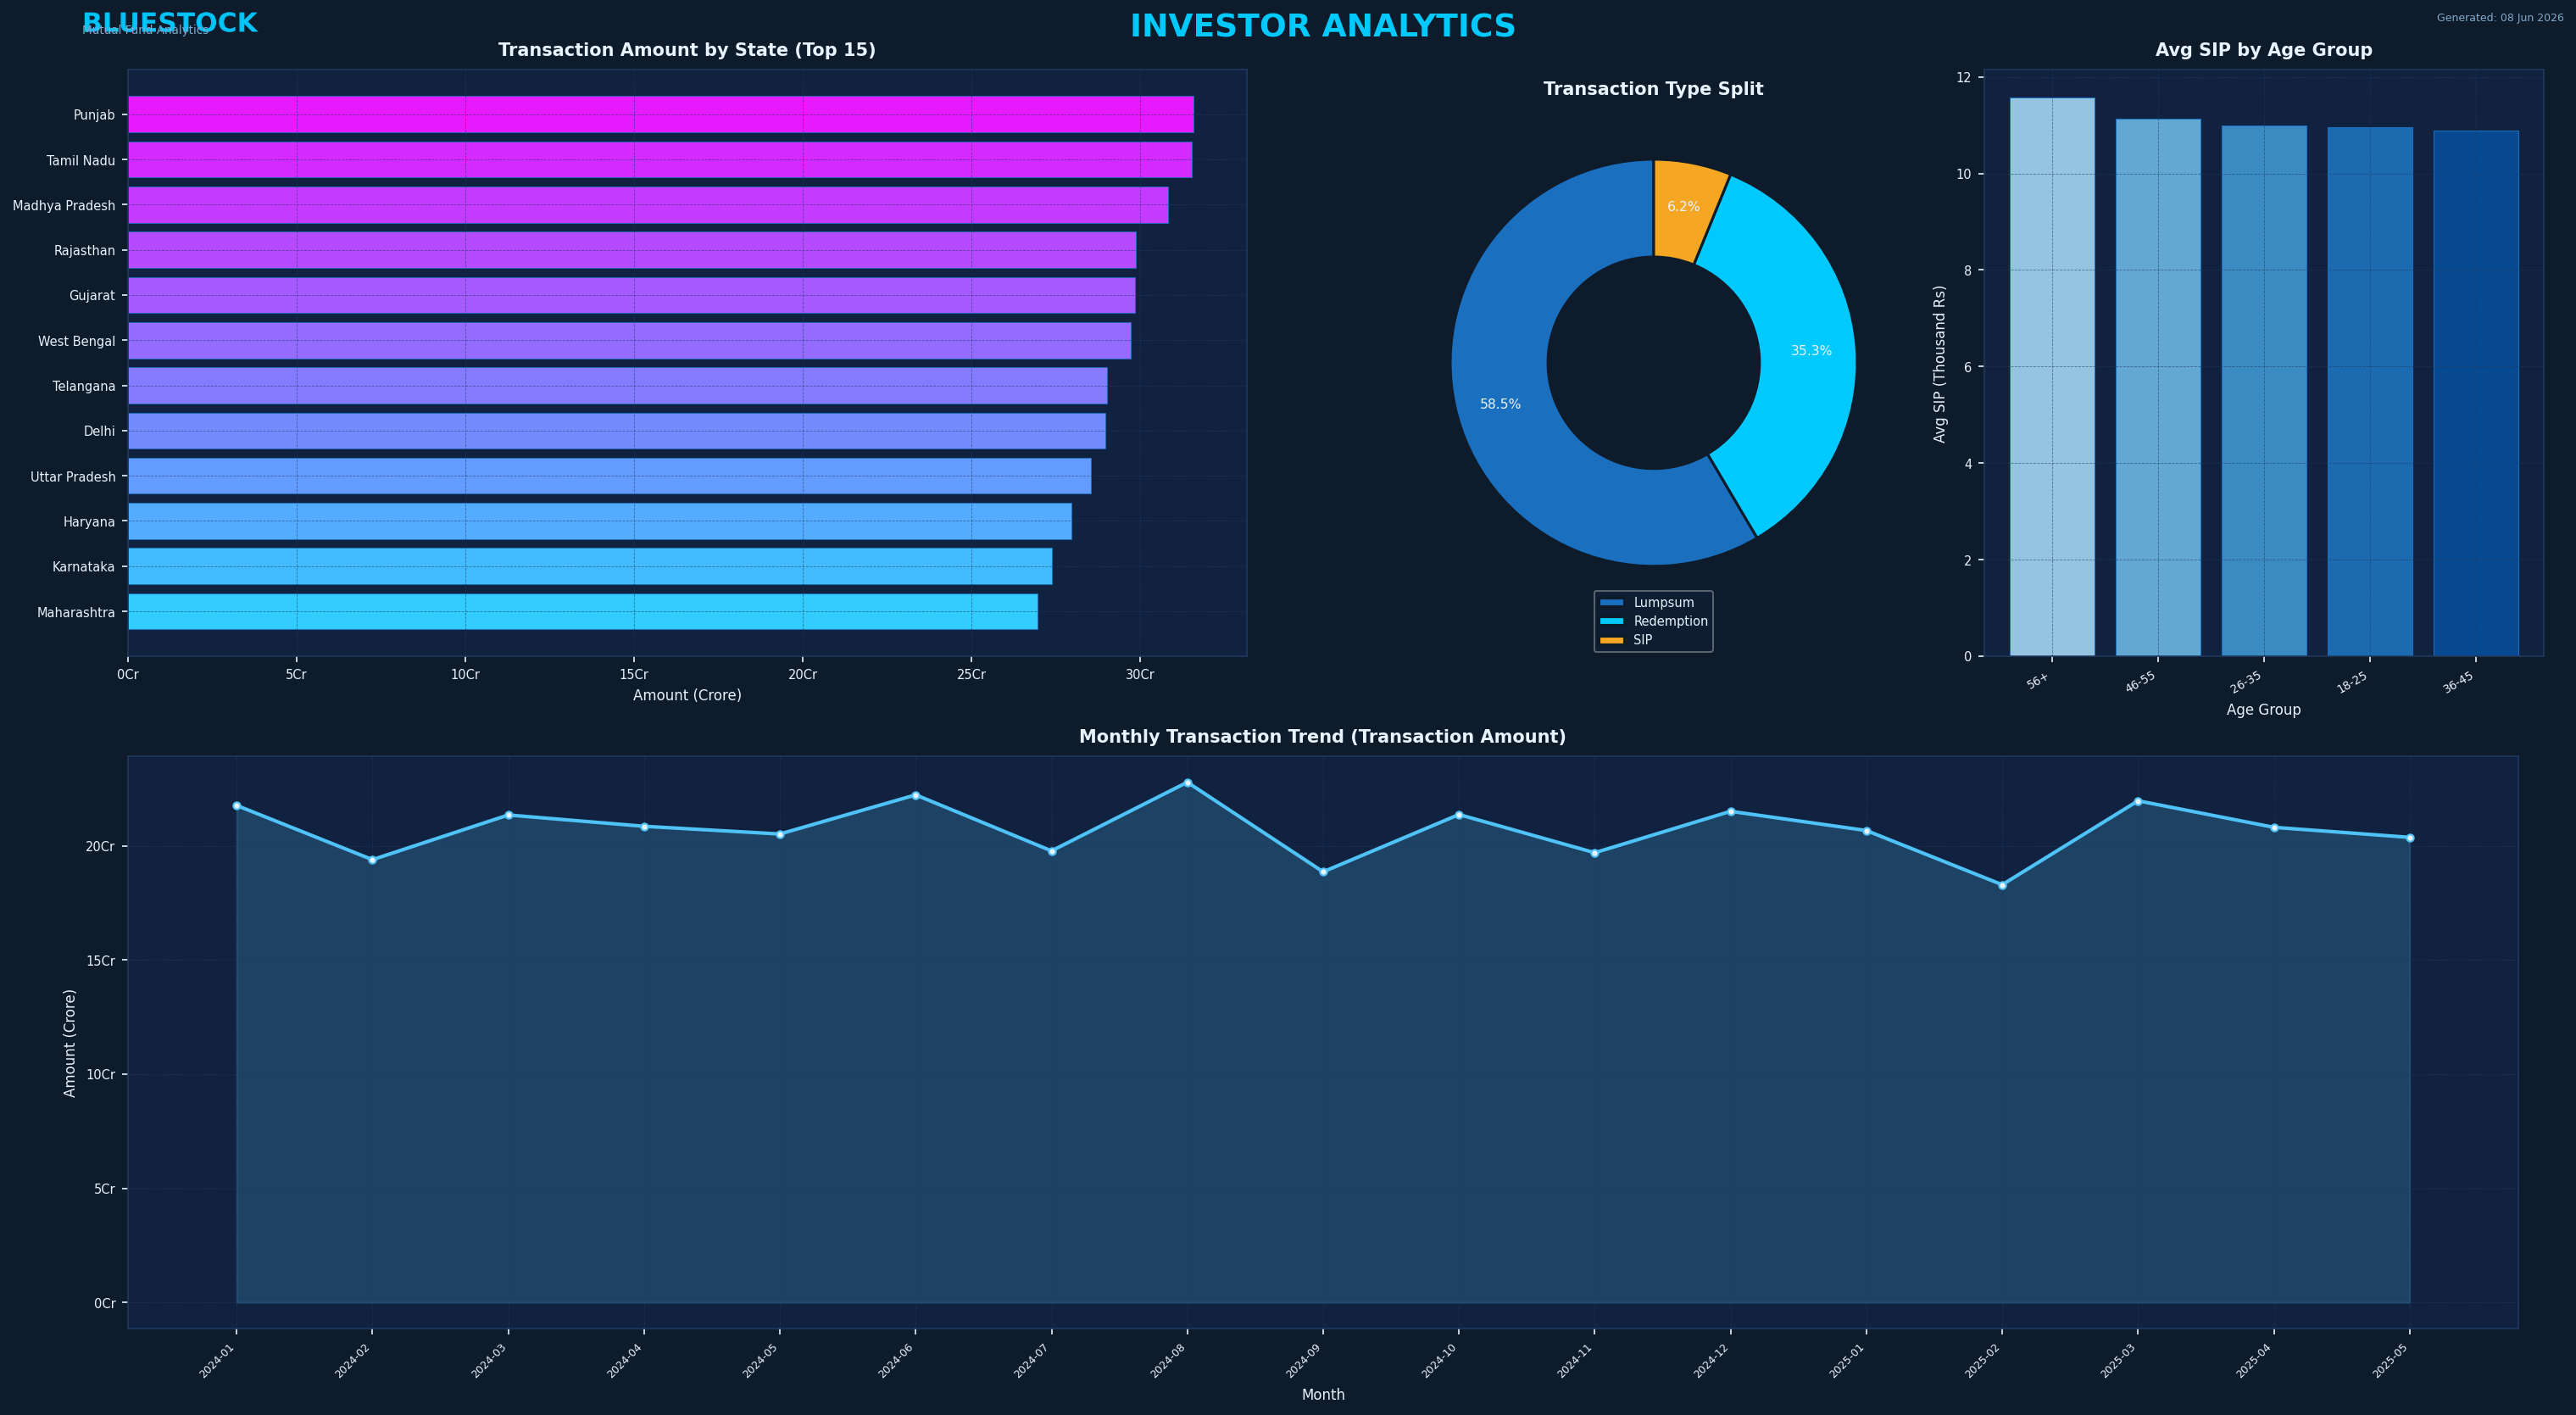 BLUESTOCK
Mutual Fund Analytics
INVESTOR ANALYTICS
Generated: 08 Jun 2026
Transaction Amount by State (Top 15)
Punjab
Tamil Nadu
Madhya Pradesh
Rajasthan
Gujarat
West Bengal
Telangana
Delhi
Uttar Pradesh
Haryana
Karnataka
Maharashtra
0Cr 5Cr 10Cr 15Cr 20Cr 25Cr 30Cr
Amount (Crore)
Transaction Type Split
6.2%
35.3%
58.5%
Lumpsum
Redemption
SIP
Avg SIP by Age Group
Avg SIP (Thousand Rs)
12
10
8
6
4
2
0
56+ 46-55 26-35 18-25 36-45
Age Group
Monthly Transaction Trend (Transaction Amount)
Amount (Crore)
20Cr
15Cr
10Cr
5Cr
0Cr
2024-01 2024-02 2024-03 2024-04 2024-05 2024-06 2024-07 2024-08 2024-09 2024-10 2024-11 2024-12 2025-01 2025-02 2025-03 2025-04 2025-05
Month